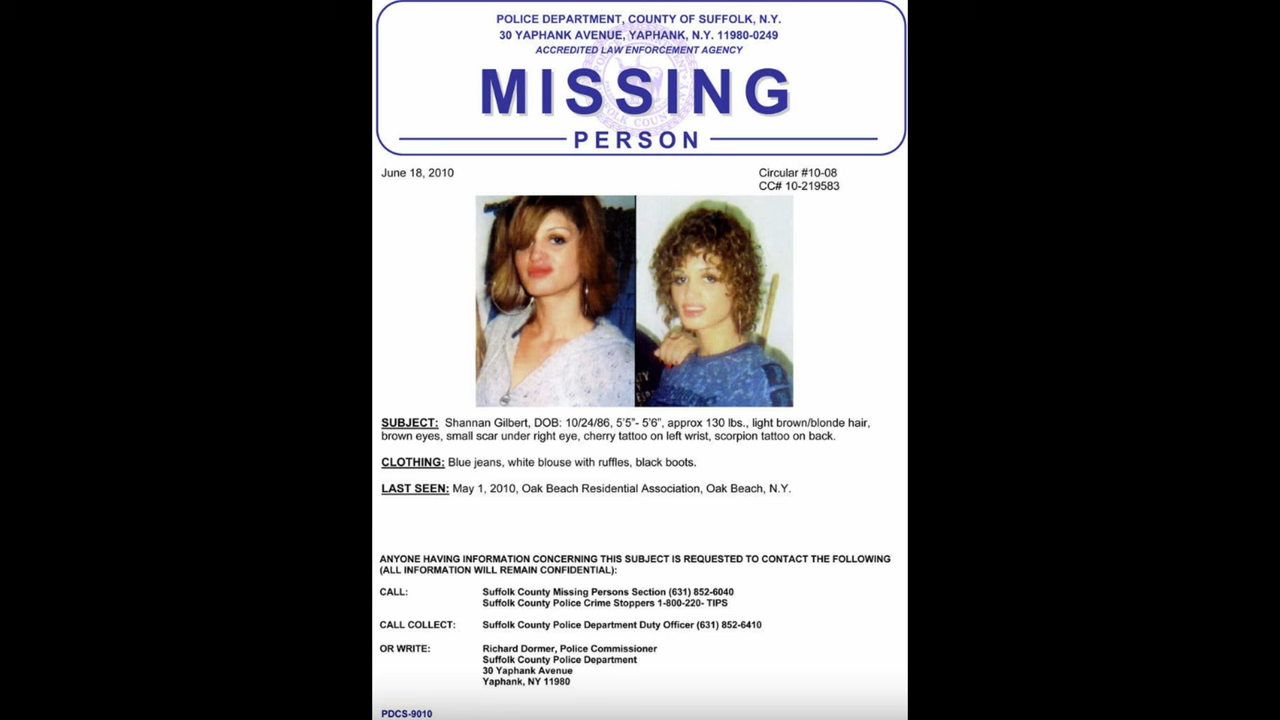 POLICE DEPARTMENT, COUNTY OF SUFFOLK, N.Y.
30 YAPHANK AVENUE, YAPHANK, N.Y. 11980-0249
ACCREDITED LAW ENFORCEMENT AGENCY
MISSING
PERSON
June 18, 2010
Circular #10-08
CC# 10-219583
SUBJECT: Shannan Gilbert, DOB: 10/24/86, 5'5"- 5'6", approx 130 lbs., light brown/blonde hair,
brown eyes, small scar under right eye, cherry tattoo on left wrist, scorpion tattoo on back.
CLOTHING: Blue jeans, white blouse with ruffles, black boots.
LAST SEEN: May 1, 2010, Oak Beach Residential Association, Oak Beach, N.Y.
ANYONE HAVING INFORMATION CONCERNING THIS SUBJECT IS REQUESTED TO CONTACT THE FOLLOWING
(ALL INFORMATION WILL REMAIN CONFIDENTIAL):
CALL: Suffolk County Missing Persons Section (631) 852-6040
Suffolk County Police Crime Stoppers 1-800-220- TIPS
CALL COLLECT: Suffolk County Police Department Duty Officer (631) 852-6410
OR WRITE: Richard Dormer, Police Commissioner
Suffolk County Police Department
30 Yaphank Avenue
Yaphank, NY 11980
PDCS-9010